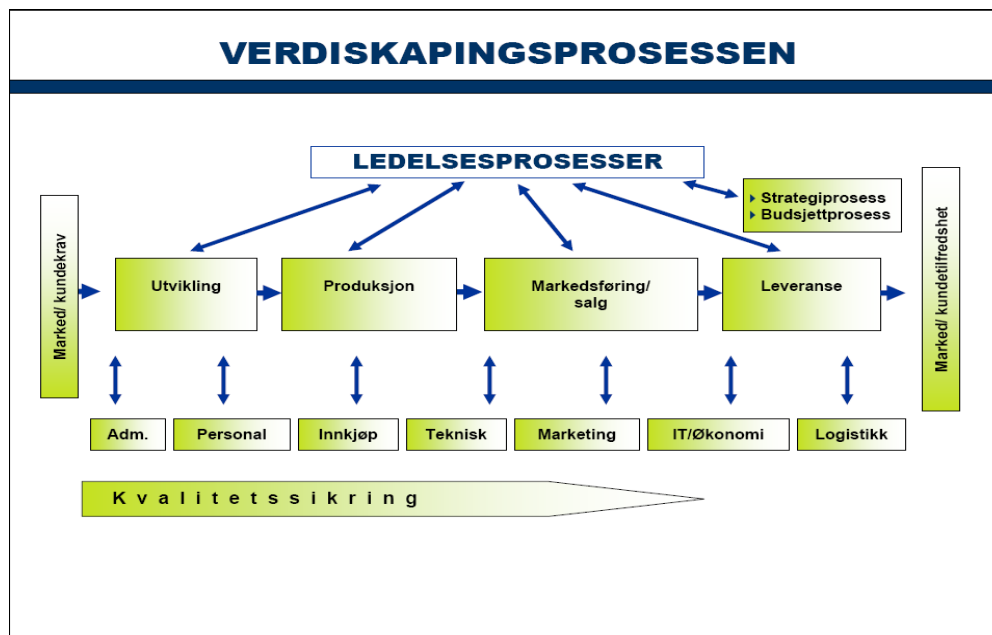 VERDISKAPINGSPROSESSEN
LEDELSESPROSESSER
Strategiprosess
Budsjettprosess
Marked/ kundekrav
Utvikling
Produksjon
Markedsføring/
salg
Leveranse
Marked/ kundetilfredshet
Adm.
Personal
Innkjøp
Teknisk
Marketing
IT/Økonomi
Logistikk
Kvalitetssikring